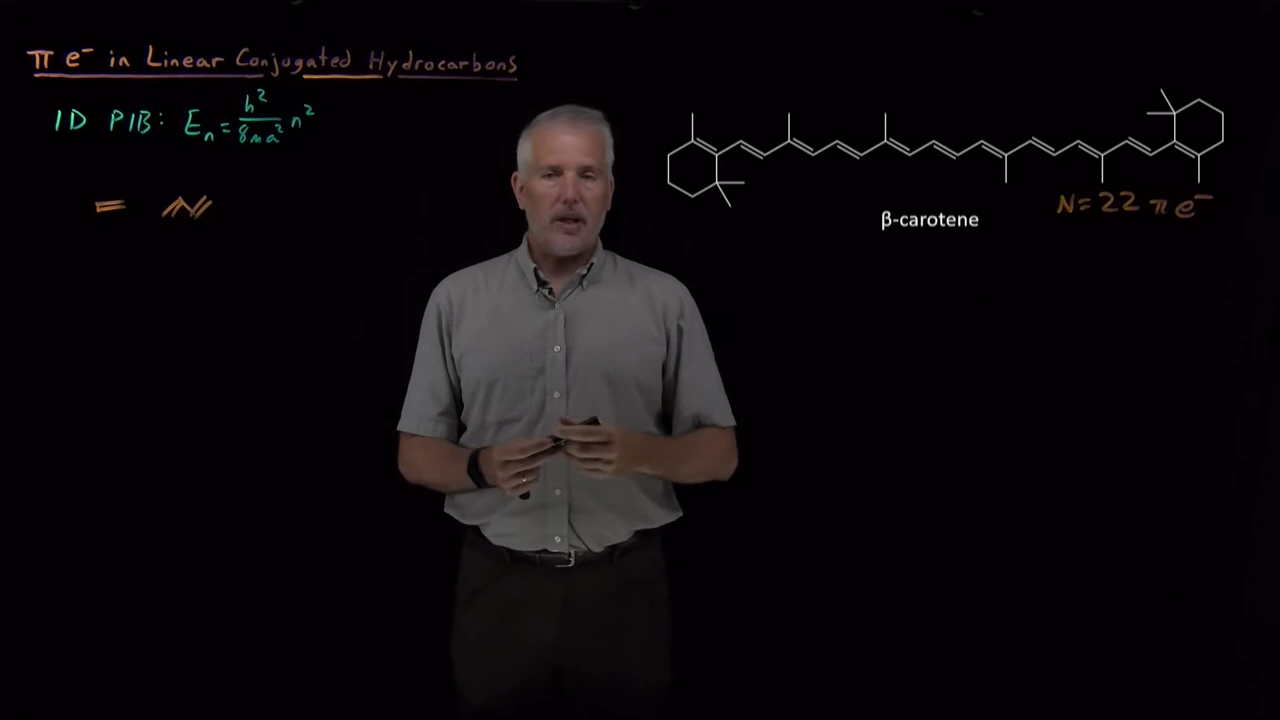 π e⁻ in Linear Conjugated Hydrocarbons
1D PIB: Eₙ = h²/8ma² n²
N = 22 π e⁻
β-carotene